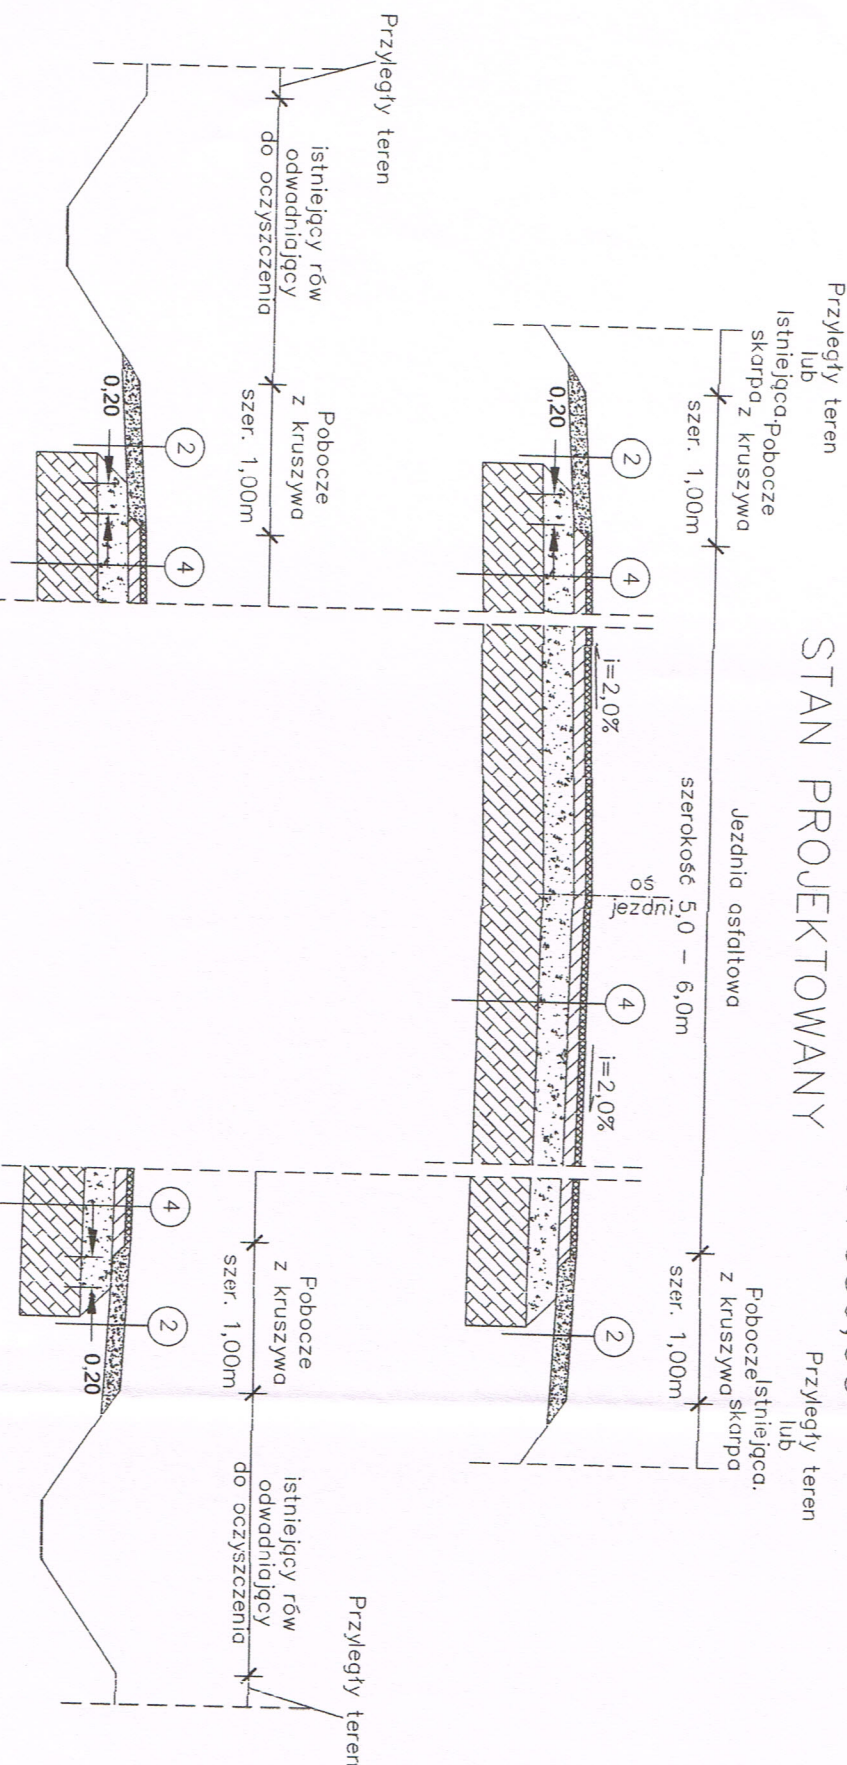 STAN PROJEKTOWANY
Przyległy teren
lub
Istniejąca.
skarpa
Pobocze
z kruszywa
szer. 1,00m
Jezdnia asfaltowa
szerokość 5,0 – 6,0m
Pobocze
z kruszywa
szer. 1,00m
Przyległy teren
lub
Istniejąca.
skarpa
0,20
2
4
i=2,0%
oś
jezdni
4
i=2,0%
2
Przyległy teren
istniejący rów
odwadniający
do oczyszczenia
Pobocze
z kruszywa
szer. 1,00m
0,20
2
4
Pobocze
z kruszywa
szer. 1,00m
4
2
0,20
istniejący rów
odwadniający
do oczyszczenia
Przyległy teren